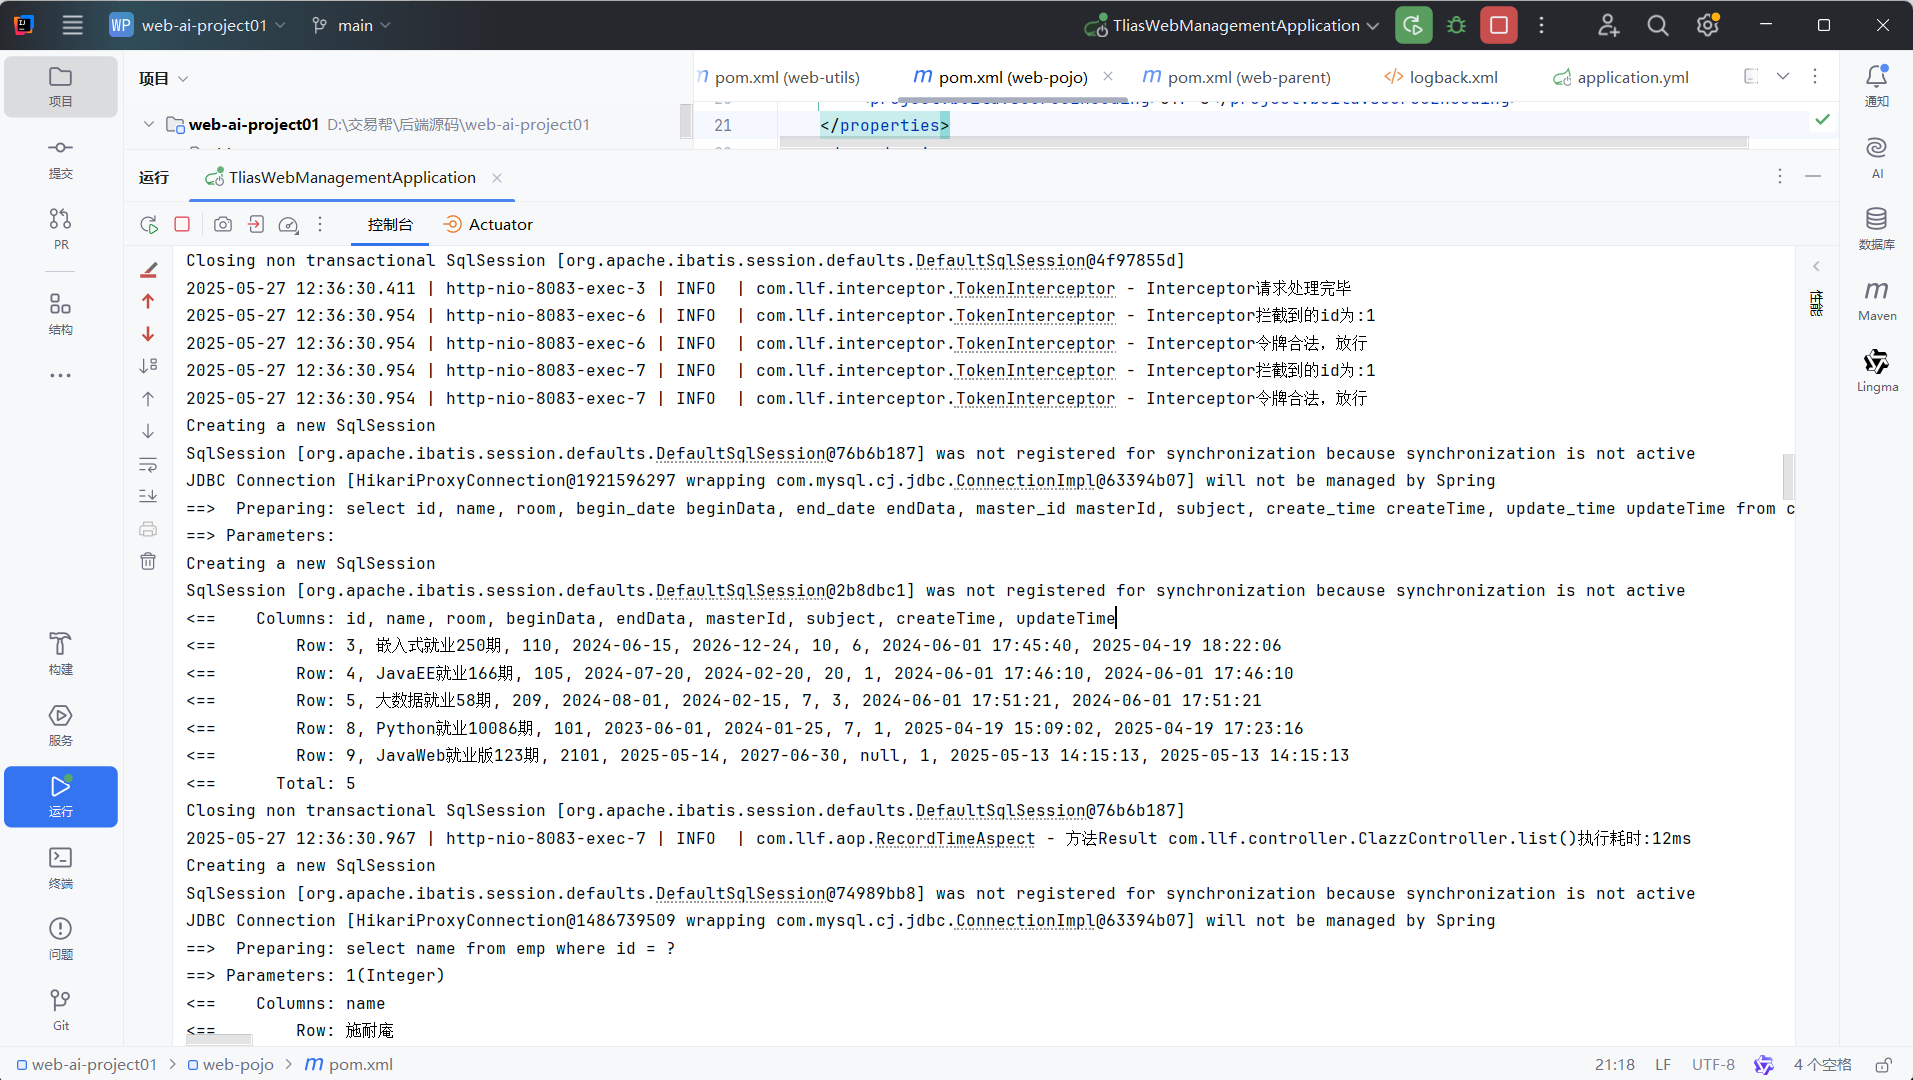 WP web-ai-project01 main TliasWebManagementApplication
项目 pom.xml (web-utils) pom.xml (web-pojo) pom.xml (web-parent) logback.xml application.yml
web-ai-project01 D:\交易帮\后端源码\web-ai-project01
21 </properties>
运行 TliasWebManagementApplication
控制台 Actuator
Closing non transactional SqlSession [org.apache.ibatis.session.defaults.DefaultSqlSession@4f97855d]
2025-05-27 12:36:30.411 | http-nio-8083-exec-3 | INFO  | com.llf.interceptor.TokenInterceptor - Interceptor请求处理完毕
2025-05-27 12:36:30.954 | http-nio-8083-exec-6 | INFO  | com.llf.interceptor.TokenInterceptor - Interceptor拦截到的id为:1
2025-05-27 12:36:30.954 | http-nio-8083-exec-6 | INFO  | com.llf.interceptor.TokenInterceptor - Interceptor令牌合法，放行
2025-05-27 12:36:30.954 | http-nio-8083-exec-7 | INFO  | com.llf.interceptor.TokenInterceptor - Interceptor拦截到的id为:1
2025-05-27 12:36:30.954 | http-nio-8083-exec-7 | INFO  | com.llf.interceptor.TokenInterceptor - Interceptor令牌合法，放行
Creating a new SqlSession
SqlSession [org.apache.ibatis.session.defaults.DefaultSqlSession@76b6b187] was not registered for synchronization because synchronization is not active
JDBC Connection [HikariProxyConnection@1921596297 wrapping com.mysql.cj.jdbc.ConnectionImpl@63394b07] will not be managed by Spring
==>  Preparing: select id, name, room, begin_date beginData, end_date endData, master_id masterId, subject, create_time createTime, update_time updateTime from c
==> Parameters:
Creating a new SqlSession
SqlSession [org.apache.ibatis.session.defaults.DefaultSqlSession@2b8dbc1] was not registered for synchronization because synchronization is not active
<==    Columns: id, name, room, beginData, endData, masterId, subject, createTime, updateTime
<==        Row: 3, 嵌入式就业250期, 110, 2024-06-15, 2026-12-24, 10, 6, 2024-06-01 17:45:40, 2025-04-19 18:22:06
<==        Row: 4, JavaEE就业166期, 105, 2024-07-20, 2024-02-20, 20, 1, 2024-06-01 17:46:10, 2024-06-01 17:46:10
<==        Row: 5, 大数据就业58期, 209, 2024-08-01, 2024-02-15, 7, 3, 2024-06-01 17:51:21, 2024-06-01 17:51:21
<==        Row: 8, Python就业10086期, 101, 2023-06-01, 2024-01-25, 7, 1, 2025-04-19 15:09:02, 2025-04-19 17:23:16
<==        Row: 9, JavaWeb就业版123期, 2101, 2025-05-14, 2027-06-30, null, 1, 2025-05-13 14:15:13, 2025-05-13 14:15:13
<==      Total: 5
Closing non transactional SqlSession [org.apache.ibatis.session.defaults.DefaultSqlSession@76b6b187]
2025-05-27 12:36:30.967 | http-nio-8083-exec-7 | INFO  | com.llf.aop.RecordTimeAspect - 方法Result com.llf.controller.ClazzController.list()执行耗时:12ms
Creating a new SqlSession
SqlSession [org.apache.ibatis.session.defaults.DefaultSqlSession@74989bb8] was not registered for synchronization because synchronization is not active
JDBC Connection [HikariProxyConnection@1486739509 wrapping com.mysql.cj.jdbc.ConnectionImpl@63394b07] will not be managed by Spring
==>  Preparing: select name from emp where id = ?
==> Parameters: 1(Integer)
<==    Columns: name
<==        Row: 施耐庵
项目
提交
PR
结构
构建
服务
运行
终端
问题
Git
通知
AI
数据库
Maven
Lingma
性能
web-ai-project01 > web-pojo > pom.xml 21:18 LF UTF-8 4 个空格